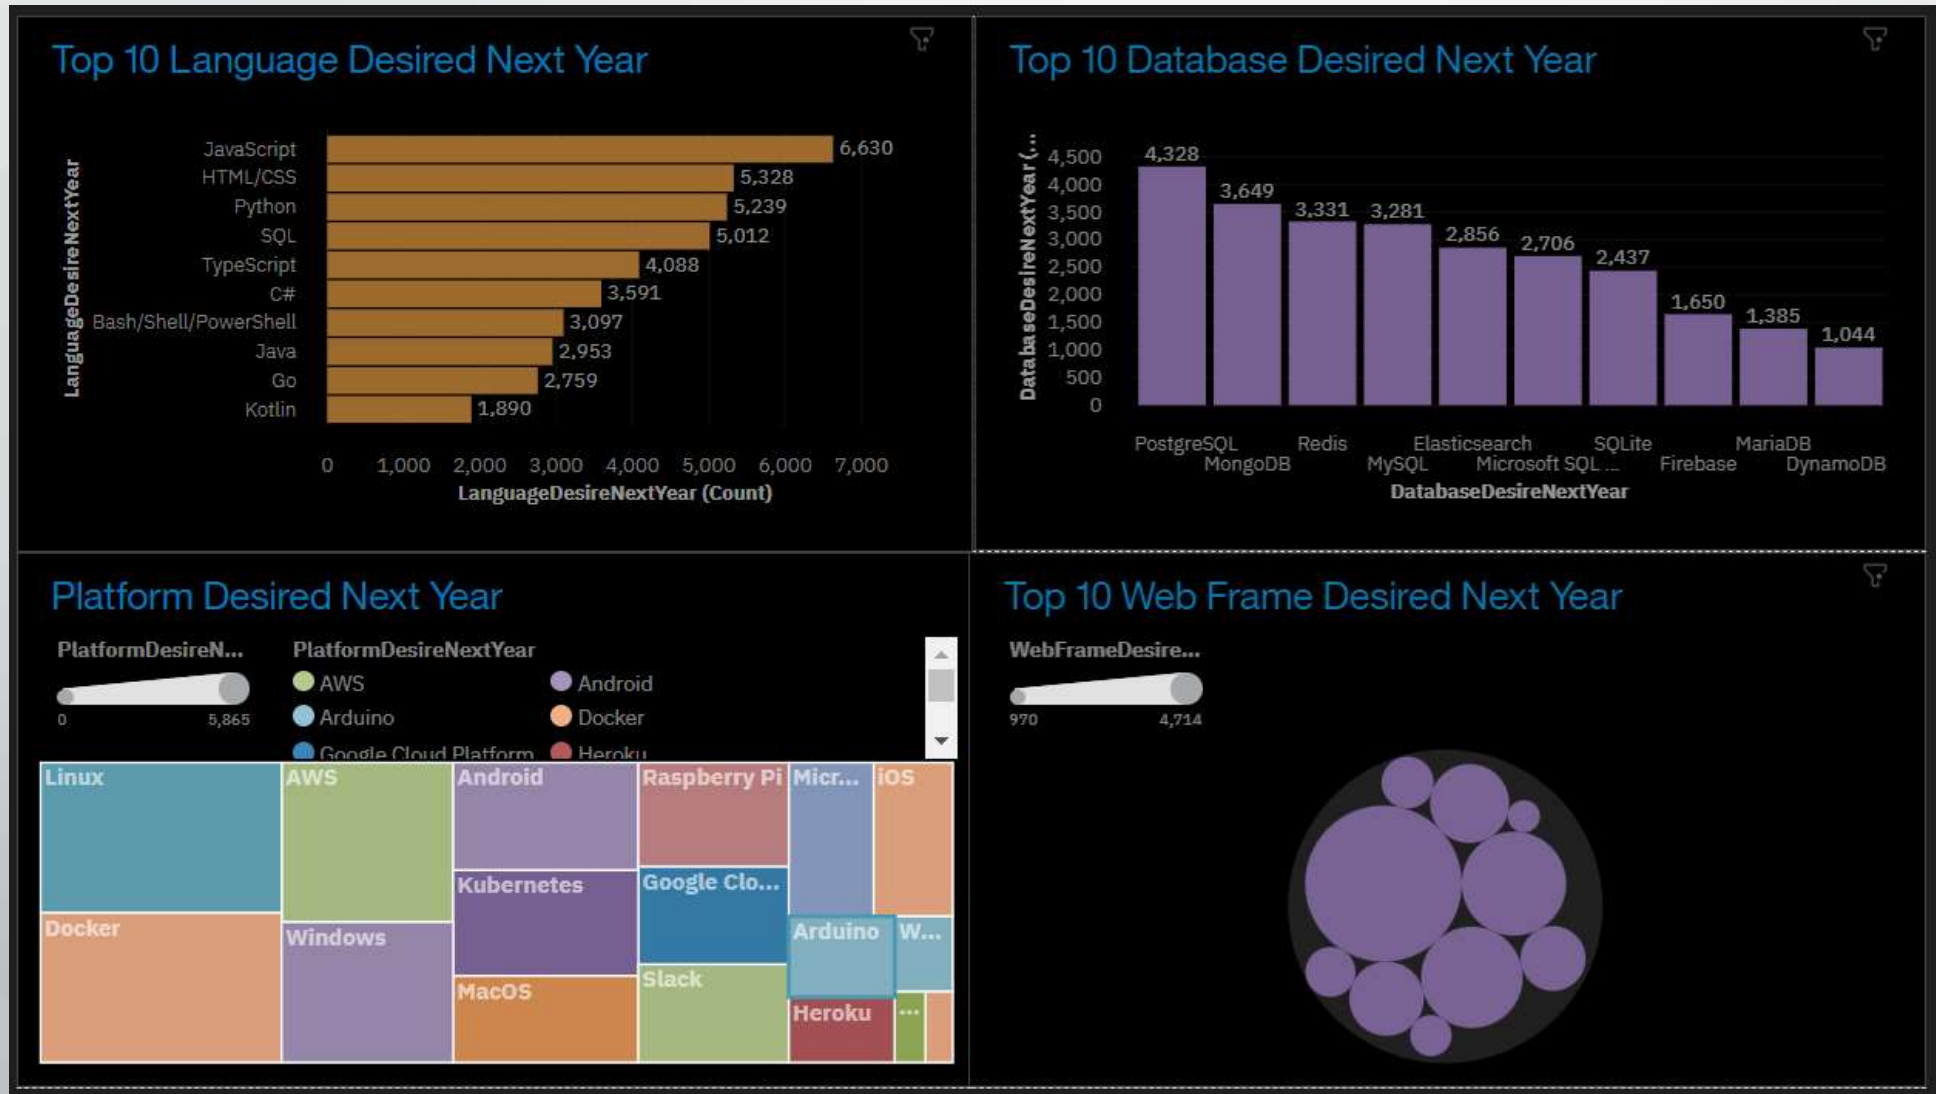 Top 10 Language Desired Next Year
LanguageDesireNextYear
JavaScript 6,630
HTML/CSS 5,328
Python 5,239
SQL 5,012
TypeScript 4,088
C# 3,591
Bash/Shell/PowerShell 3,097
Java 2,953
Go 2,759
Kotlin 1,890
0 1,000 2,000 3,000 4,000 5,000 6,000 7,000
LanguageDesireNextYear (Count)
Top 10 Database Desired Next Year
DatabaseDesireNextYear (...
4,500
4,000
3,500
3,000
2,500
2,000
1,500
1,000
500
0
4,328
3,649
3,331
3,281
2,856
2,706
2,437
1,650
1,385
1,044
PostgreSQL Redis Elasticsearch SQLite MariaDB
MongoDB MySQL Microsoft SQL ... Firebase DynamoDB
DatabaseDesireNextYear
Platform Desired Next Year
PlatformDesireN...
0 5,865
PlatformDesireNextYear
AWS Android
Arduino Docker
Google Cloud Platform Heroku
Linux
Docker
AWS
Windows
Android
Kubernetes
MacOS
Raspberry Pi
Google Clo...
Slack
Micr...
iOS
Arduino
W...
Heroku
...
Top 10 Web Frame Desired Next Year
WebFrameDesire...
970 4,714